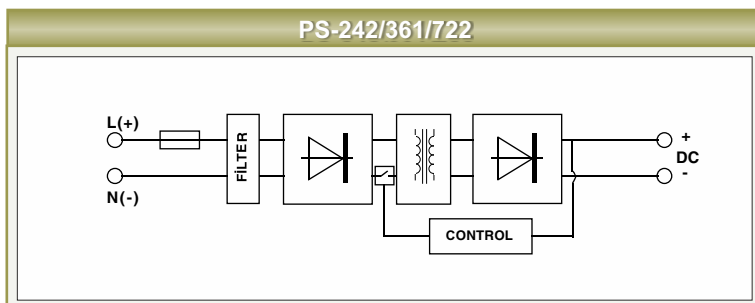 PS-242/361/722
L(+)
N(-)
FİLTER
CONTROL
+
DC
-